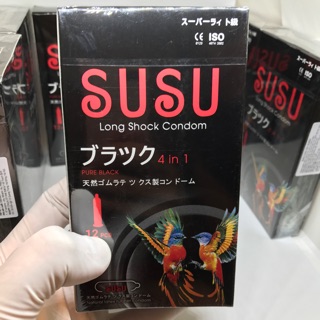 スーパーライト級
CE ISO
SUSU
Long Shock Condom
ブラック 4 in 1
PURE BLACK
天然ゴムラテ ツ クス製コンドーム
12 pcs